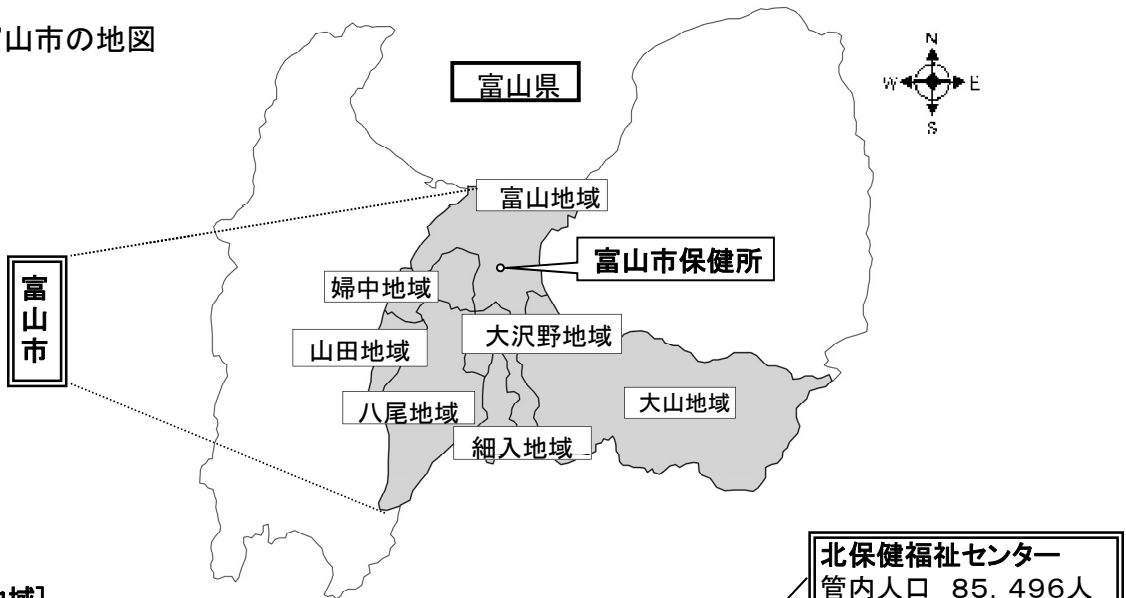 山市の地図
富山県
N
W E
S
富山地域
富山市保健所
婦中地域
大沢野地域
富山市
山田地域
大山地域
八尾地域
細入地域
北保健福祉センター
管内人口 85,496人
域]